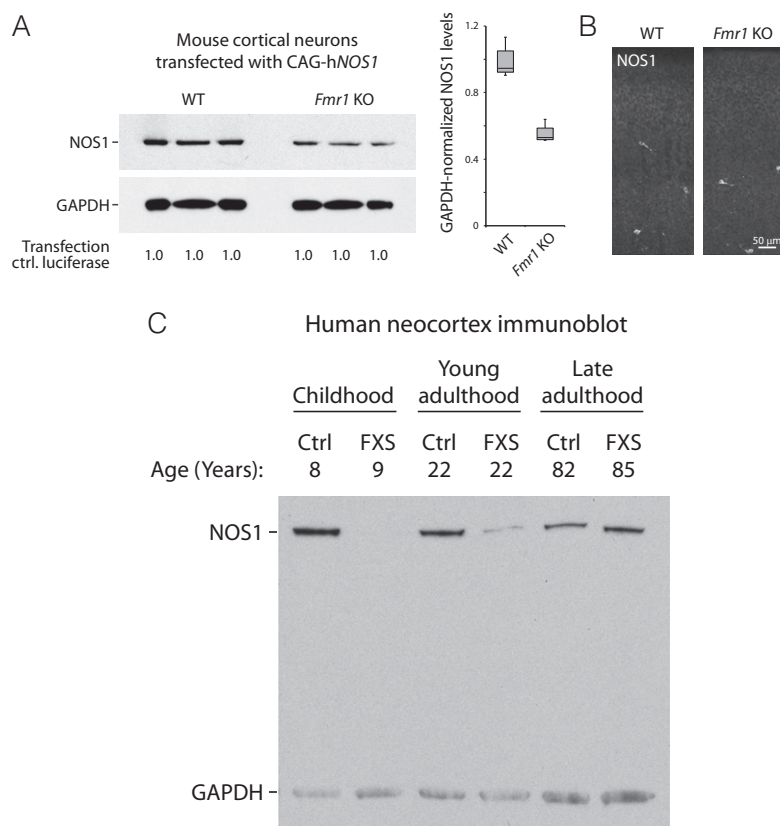 A
Mouse cortical neurons
transfected with CAG-hNOS1
WT
Fmr1 KO
NOS1
GAPDH
Transfection
ctrl. luciferase
1.0 1.0 1.0 1.0 1.0 1.0
GAPDH-normalized NOS1 levels
1.2
0.8
0.4
0
WT
Fmr1 KO
B
WT
Fmr1 KO
NOS1
50 µm
C
Human neocortex immunoblot
Childhood
Young
adulthood
Late
adulthood
Ctrl FXS Ctrl FXS Ctrl FXS
Age (Years): 8 9 22 22 82 85
NOS1
GAPDH